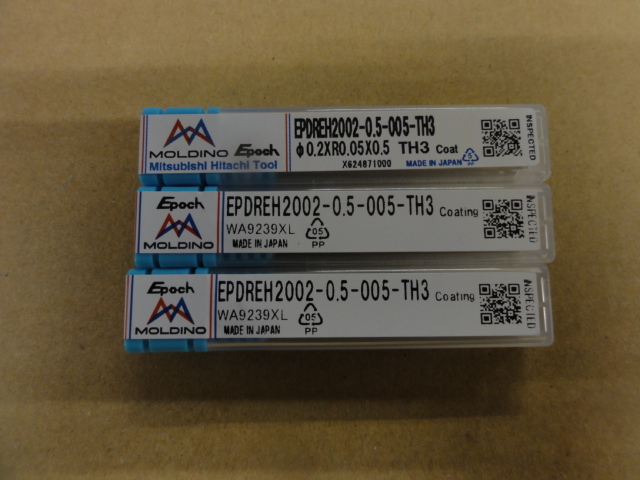 MOLDINO Epoch
Mitsubishi Hitachi Tool
EPDREH2002-0.5-005-TH3
ϕ0.2XR0.05X0.5 TH3 Coat
X624871000 MADE IN JAPAN 5
INSPECTED
Epoch
MOLDINO
EPDREH2002-0.5-005-TH3 Coating
WA9239XL 05
MADE IN JAPAN PP
INSPECTED
Epoch
MOLDINO
EPDREH2002-0.5-005-TH3 Coating
WA9239XL 05
MADE IN JAPAN PP
INSPECTED